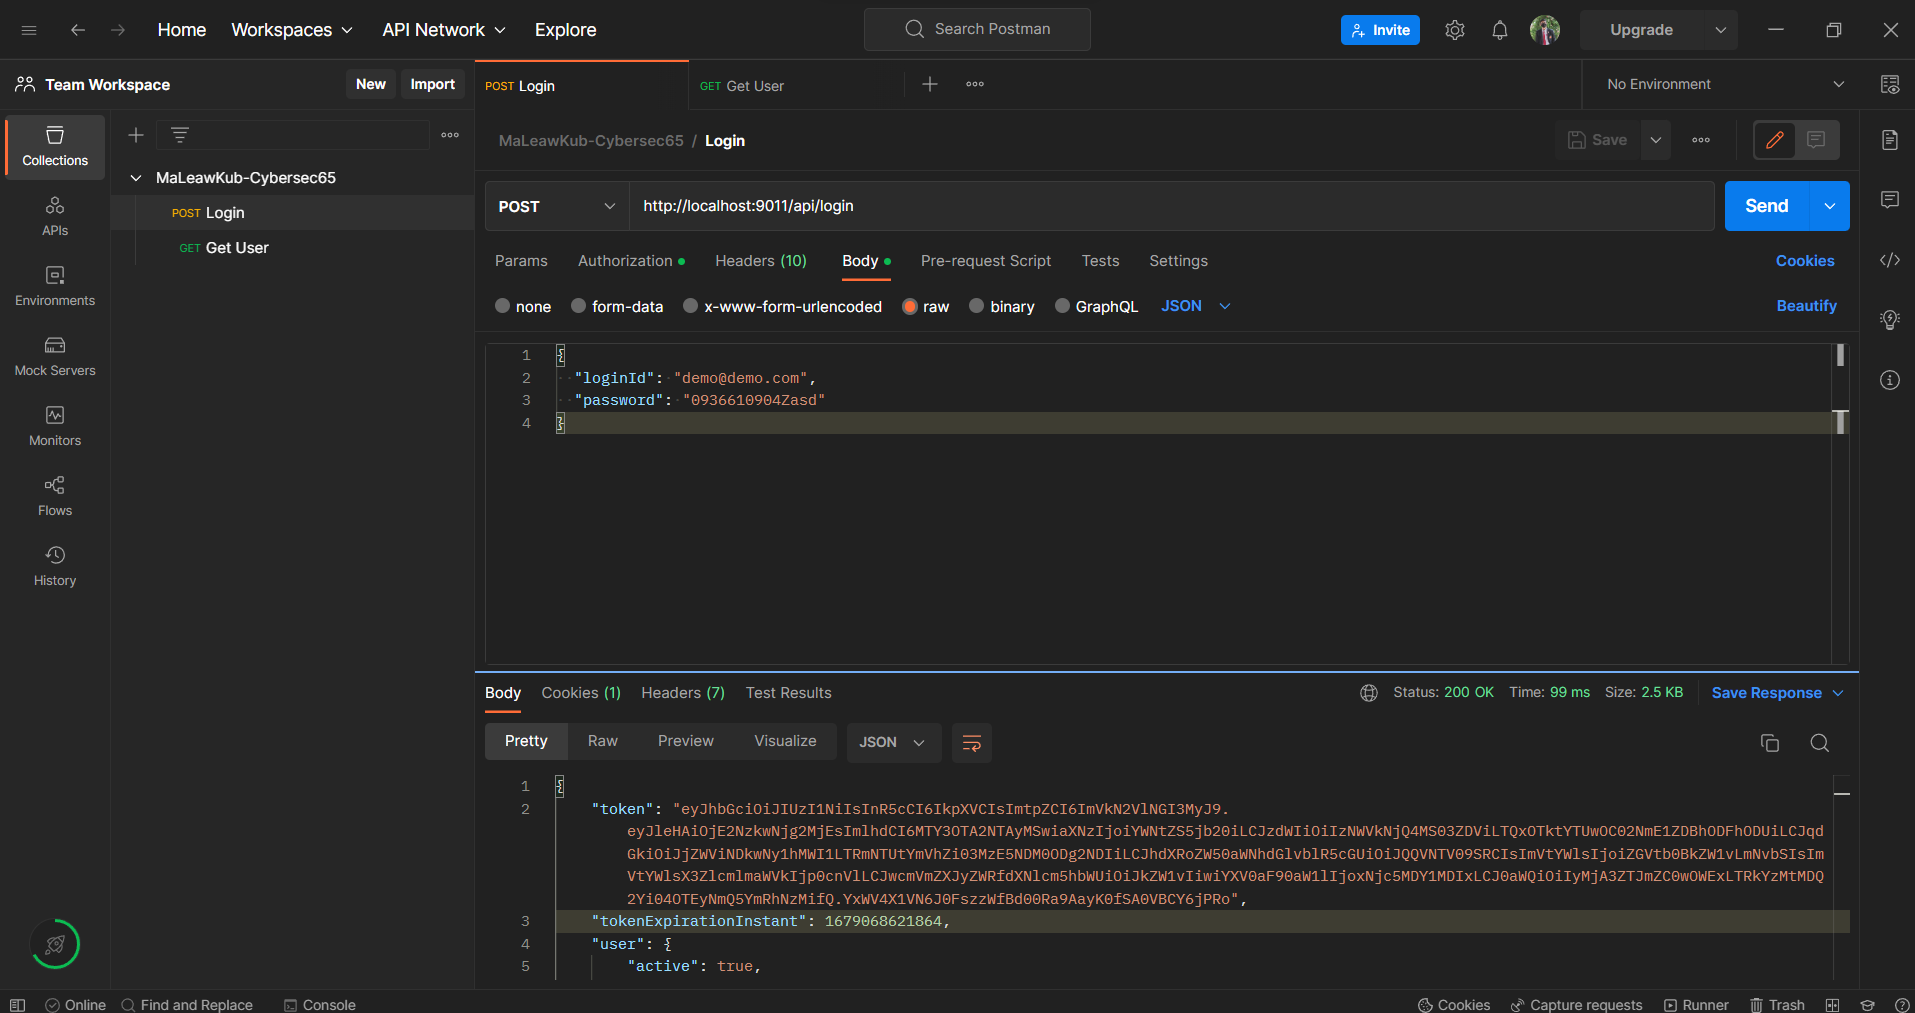 Home Workspaces API Network Explore Search Postman Invite Upgrade
Team Workspace New Import POST Login GET Get User No Environment
Collections
APIs
Environments
Mock Servers
Monitors
Flows
History
MaLeawKub-Cybersec65
POST Login
GET Get User
MaLeawKub-Cybersec65 / Login Save
POST http://localhost:9011/api/login Send
Params Authorization Headers (10) Body Pre-request Script Tests Settings Cookies
none form-data x-www-form-urlencoded raw binary GraphQL JSON Beautify
1 {
2 "loginId": "demo@demo.com",
3 "password": "0936610904Zasd"
4 }
Body Cookies (1) Headers (7) Test Results Status: 200 OK Time: 99 ms Size: 2.5 KB Save Response
Pretty Raw Preview Visualize JSON
1 {
2 "token": "eyJhbGciOiJIUzI1NiIsInR5cCI6IkpXVCIsImtpZCI6ImVkN2VlNGI3MyJ9.
eyJleHAiOjE2NzkwNjg2MjEsImlhdCI6MTY3OTA2NTAyMSwiaXNzIjoiYWNtZS5jb20iLCJzdWIiOiIzNWVkNjQ4MS03ZDViLTQxOTktYTUwOC02NmE1ZDBhODFhODUiLCJqd
GkiOiJjZWViNDkwNy1hMWI1LTRmNTUtYmVhZi03MzE5NDM0ODg2NDIiLCJhdXRoZW50aWNhdGlvblR5cGUiOiJQQVNTV09SRCIsImVtYWlsIjoiZGVtb0BkZW1vLmNvbSIsIm
VtYWlsX3ZlcmlmaWVkIjp0cnVlLCJwcmVmZXJyZWRfdXNlcm5hbWUiOiJkZW1vIiwiYXV0aF90aW1lIjoxNjc5MDY1MDIxLCJ0aWQiOiIyMjA3ZTJmZC0wOWExLTRkYzMtMDQ
2Yi04OTEyNmQ5YmRhNzMifQ.YxWV4X1VN6J0FszzWfBd00Ra9AayK0fSA0VBCY6jPRo",
3 "tokenExpirationInstant": 1679068621864,
4 "user": {
5 "active": true,
Online Find and Replace Console Cookies Capture requests Runner Trash